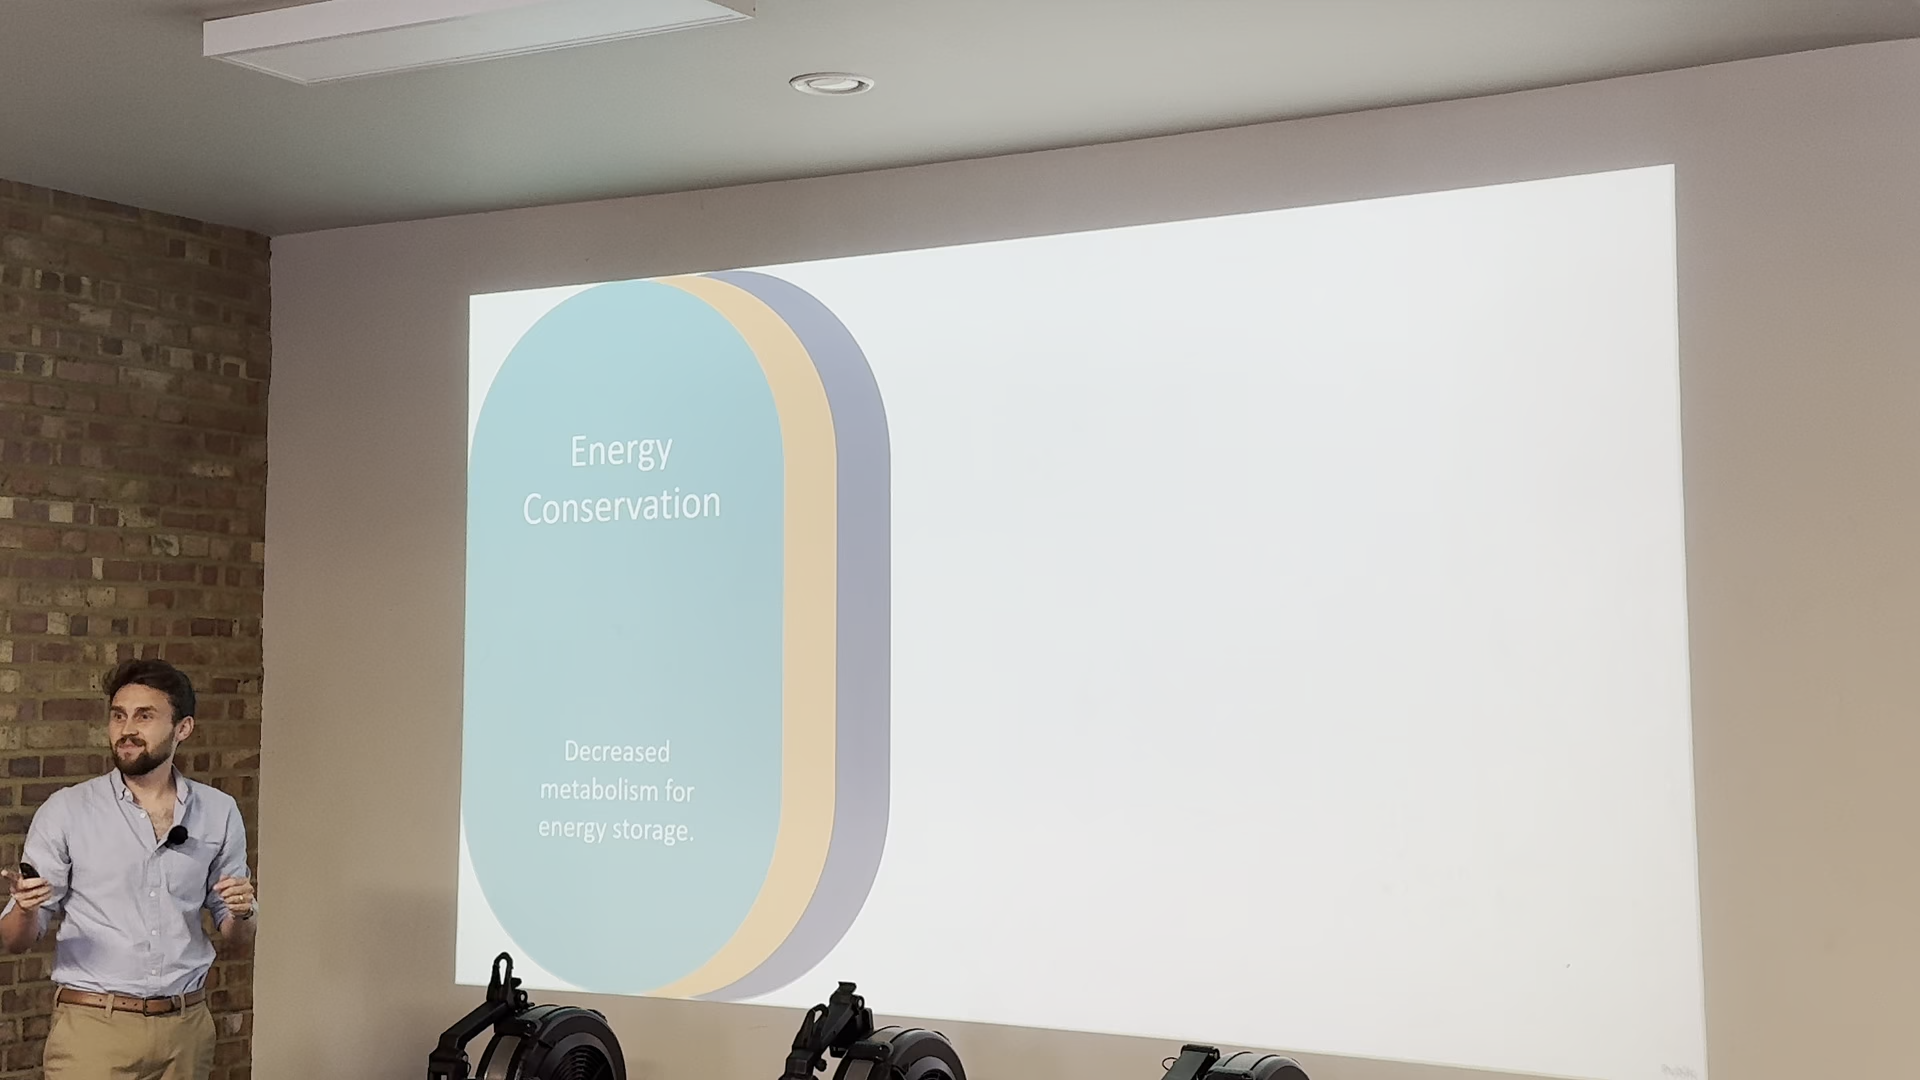 Energy
Conservation
Decreased
metabolism for
energy storage.